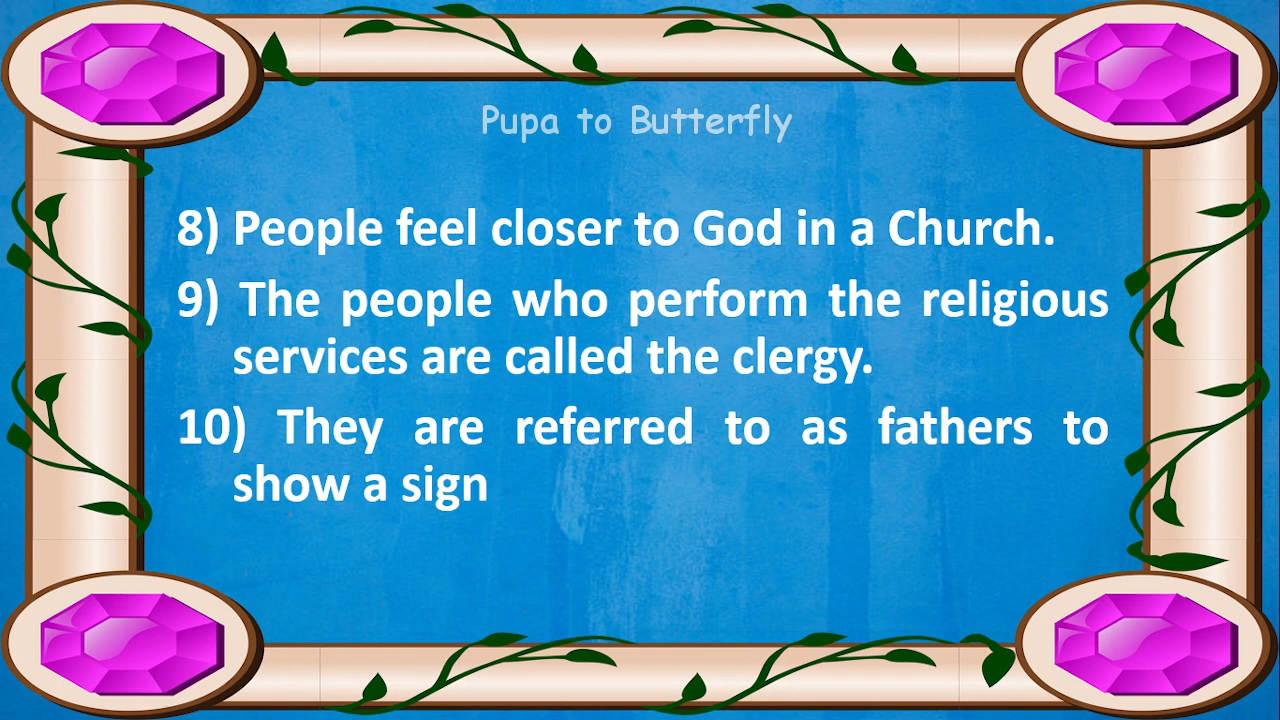 Pupa to Butterfly
8) People feel closer to God in a Church.
9) The people who perform the religious
services are called the clergy.
10) They are referred to as fathers to
show a sign